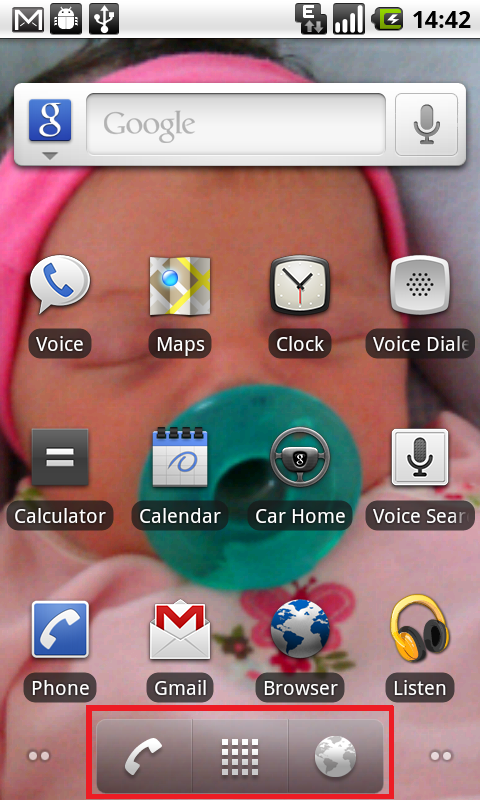 E
14:42
g
Google
Voice
Maps
Clock
Voice Diale
Calculator
Calendar
Car Home
Voice Sear
Phone
Gmail
Browser
Listen